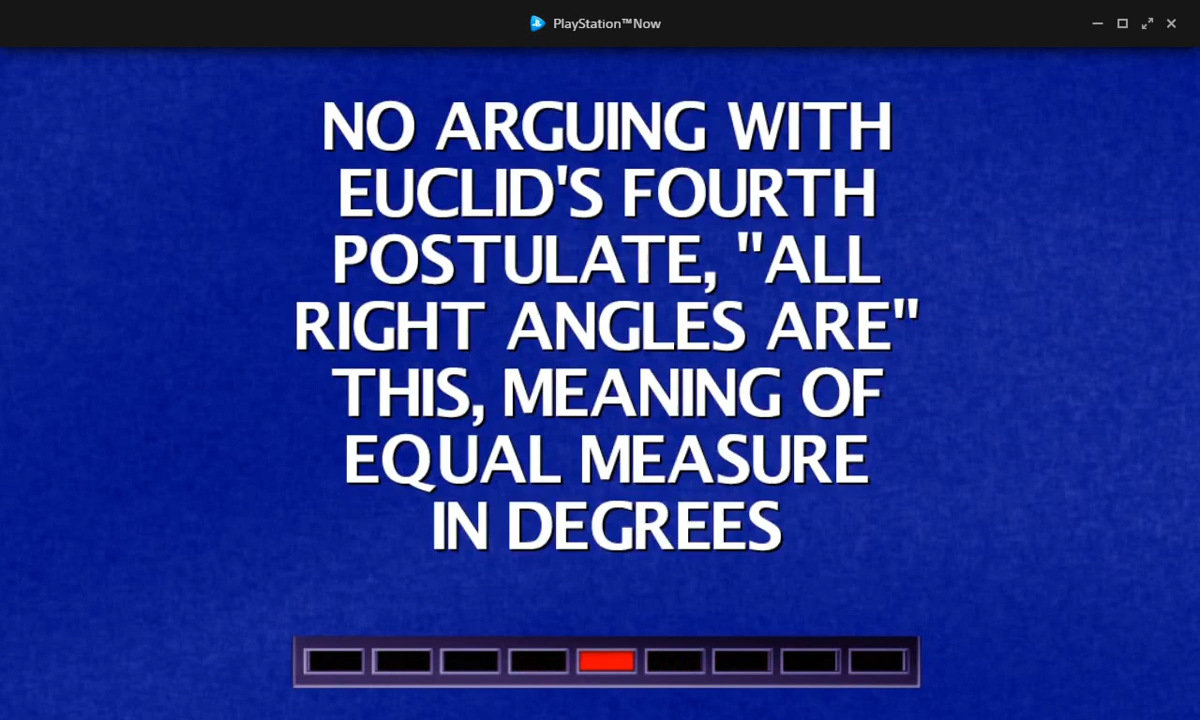 PlayStation™Now
NO ARGUING WITH
EUCLID'S FOURTH
POSTULATE, "ALL
RIGHT ANGLES ARE"
THIS, MEANING OF
EQUAL MEASURE
IN DEGREES